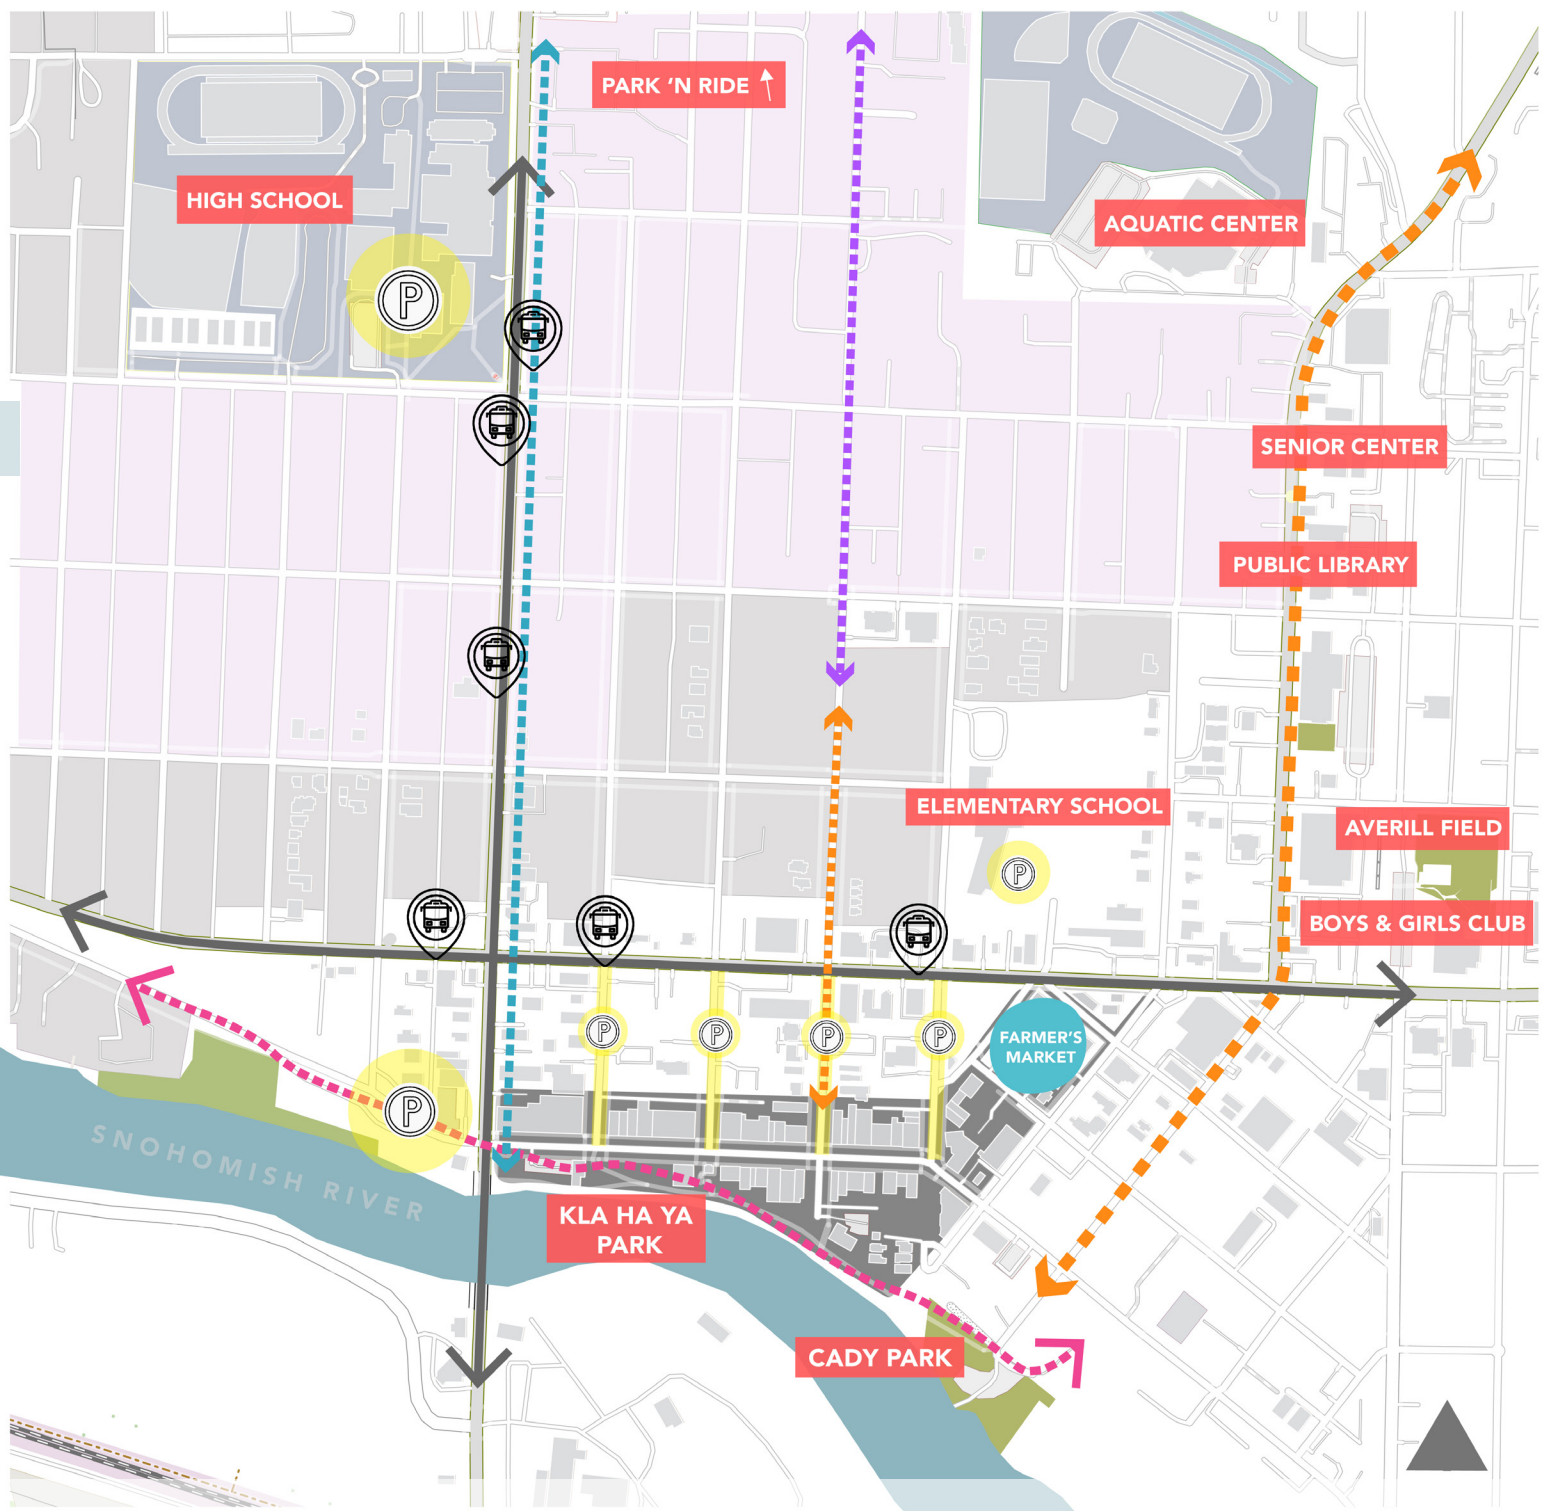 PARK 'N RIDE
HIGH SCHOOL
AQUATIC CENTER
P
SENIOR CENTER
PUBLIC LIBRARY
ELEMENTARY SCHOOL
AVERILL FIELD
P
BOYS & GIRLS CLUB
P
P
P
P
FARMER'S
MARKET
P
SNOHOMISH RIVER
KLA HA YA
PARK
CADY PARK